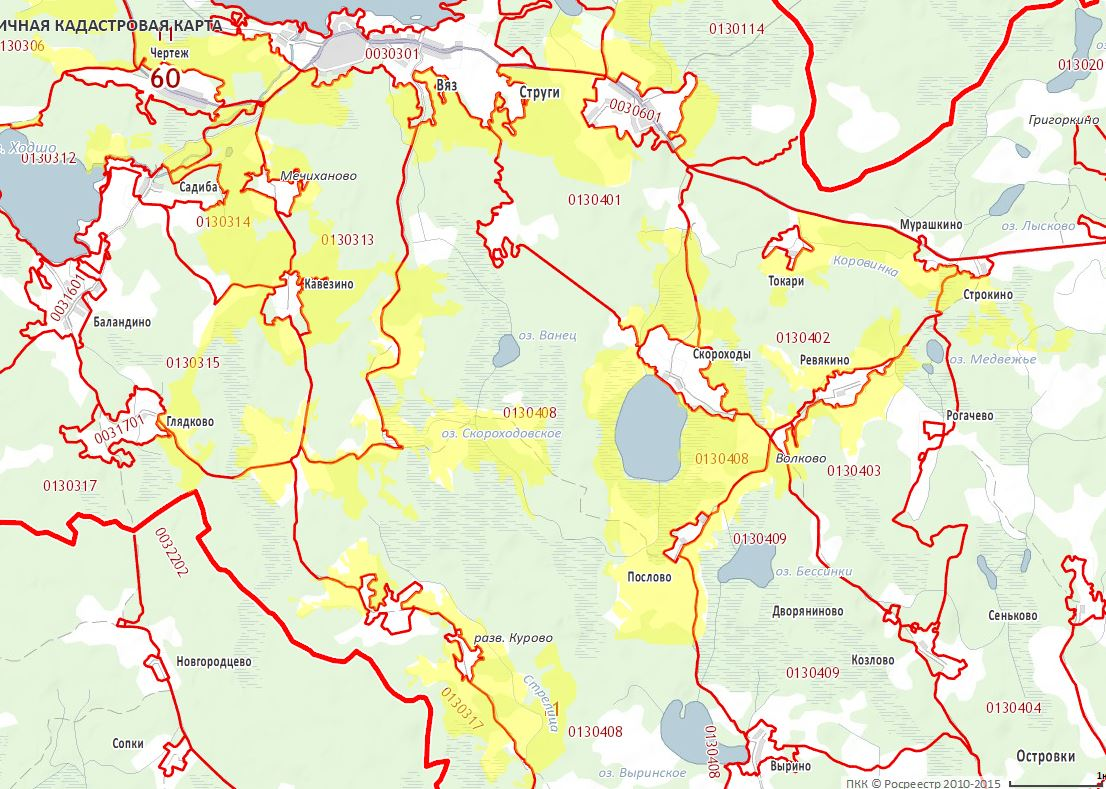 ИЧНАЯ КАДАСТРОВАЯ КАРТА
0130114
130306
Чертеж
0030301
60
Вяз
Струги
013020
0030601
Григоркино
Ходшо
0130312
Мечиханово
Садиба
0130401
0130314
Мурашкино
оз. Лысково
0130313
Коровинка
Кавезино
Токари
Строкино
0031601
Баландино
оз. Ванец
0130402
Скороходы
Ревякино
оз. Медвежье
0130315
0130408
Рогачево
Глядково
0031701
оз. Скороходовское
0130408
Волково
0130403
0130317
0032202
0130409
Послово
оз. Бессинки
Дворяниново
Сеньково
разв. Курово
Новгородцево
Козлово
0130409
0130317
Стрелица
0130404
0130408
0130408
Сопки
Островки
Вырино
оз. Выринское
ПКК © Росреестр 2010-2015